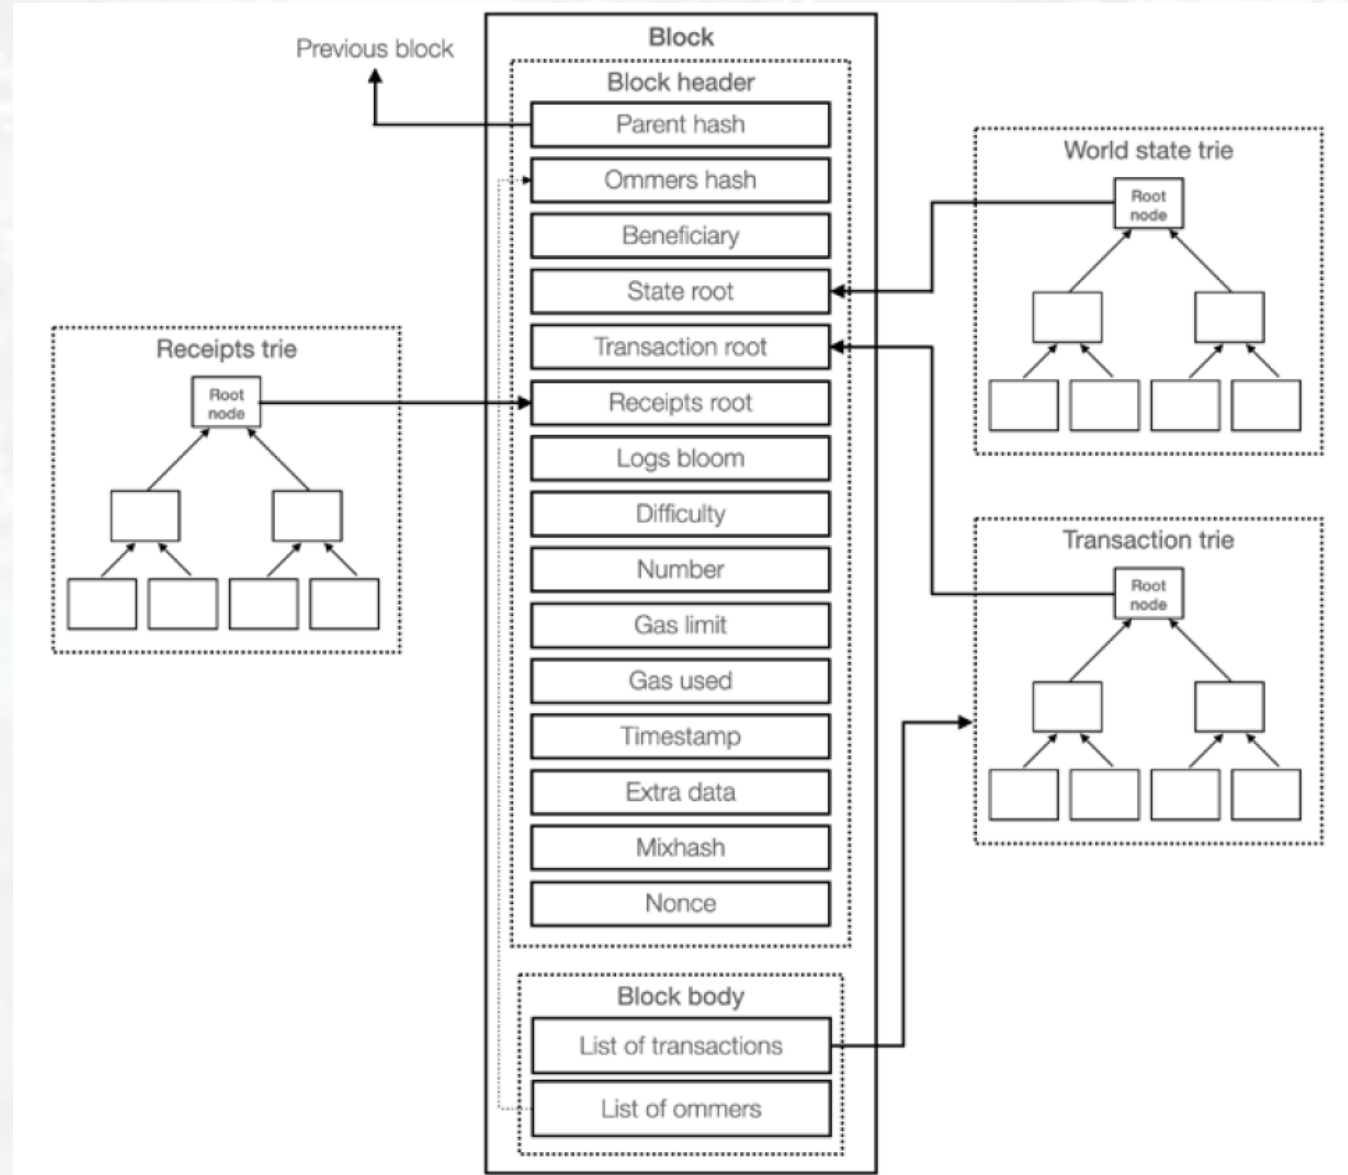 Previous block
Block
Block header
Parent hash
Ommers hash
Beneficiary
State root
Transaction root
Receipts root
Logs bloom
Difficulty
Number
Gas limit
Gas used
Timestamp
Extra data
Mixhash
Nonce
Block body
List of transactions
List of ommers
Receipts trie
Root
node
World state trie
Root
node
Transaction trie
Root
node